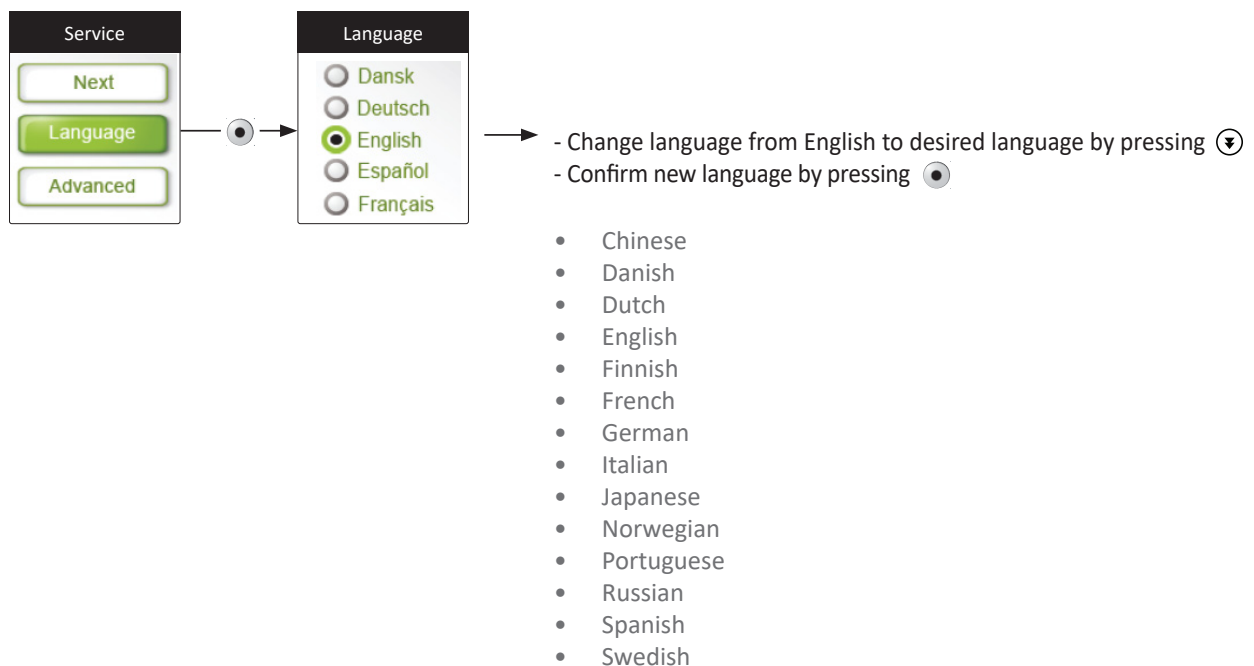 Service
Next
Language
Advanced
Language
Dansk
Deutsch
English
Español
Français
- Change language from English to desired language by pressing
- Confirm new language by pressing
• Chinese
• Danish
• Dutch
• English
• Finnish
• French
• German
• Italian
• Japanese
• Norwegian
• Portuguese
• Russian
• Spanish
• Swedish